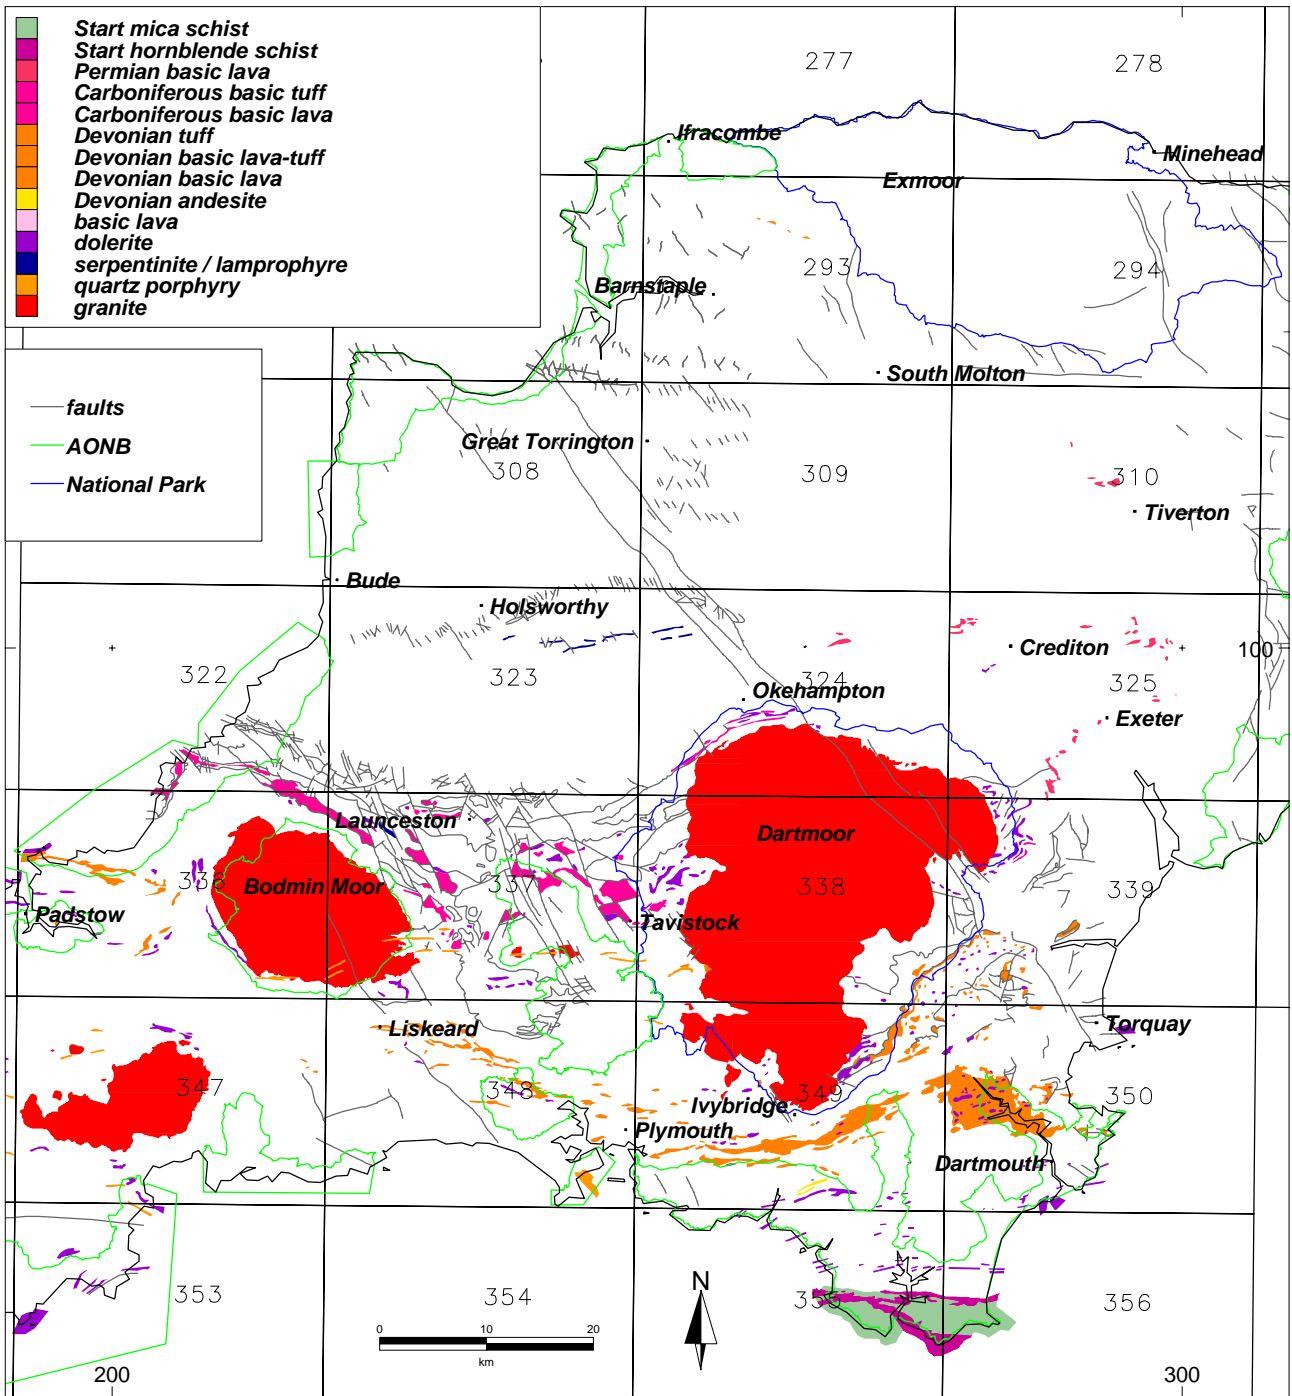 Start mica schist
Start hornblende schist
Permian basic lava
Carboniferous basic tuff
Carboniferous basic lava
Devonian tuff
Devonian basic lava-tuff
Devonian basic lava
Devonian andesite
basic lava
dolerite
serpentinite / lamprophyre
quartz porphyry
granite
faults
AONB
National Park
277
278
Ifracombe
Minehead
Exmoor
293
294
Barnstaple
South Molton
Great Torrington
308
309
310
Tiverton
Bude
Holsworthy
Crediton
100
322
323
324
325
Okehampton
Exeter
Launceston
Dartmoor
336
Bodmin Moor
337
338
339
Padstow
Tavistock
Liskeard
Torquay
347
348
349
350
Ivybridge
Plymouth
Dartmouth
N
353
354
355
356
0
10
20
km
200
300